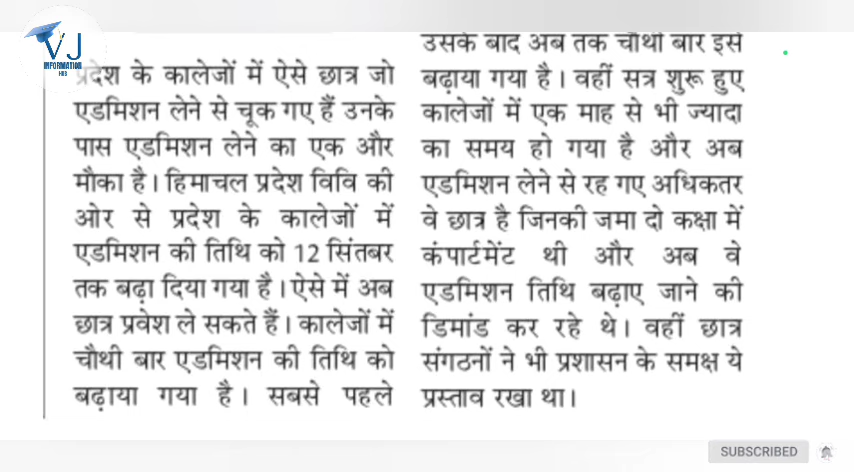 VJ
INFORMATION
HUB
प्रदेश के कालेजों में ऐसे छात्र जो
एडमिशन लेने से चूक गए हैं उनके
पास एडमिशन लेने का एक और
मौका है। हिमाचल प्रदेश विवि की
ओर से प्रदेश के कालेजों में
एडमिशन की तिथि को 12 सिंतबर
तक बढ़ा दिया गया है। ऐसे में अब
छात्र प्रवेश ले सकते हैं। कालेजों में
चौथी बार एडमिशन की तिथि को
बढ़ाया गया है। सबसे पहले
उसके बाद अब तक चौथी बार इसे
बढ़ाया गया है। वहीं सत्र शुरू हुए
कालेजों में एक माह से भी ज्यादा
का समय हो गया है और अब
एडमिशन लेने से रह गए अधिकतर
वे छात्र है जिनकी जमा दो कक्षा में
कंपार्टमेंट थी और अब वे
एडमिशन तिथि बढ़ाए जाने की
डिमांड कर रहे थे। वहीं छात्र
संगठनों ने भी प्रशासन के समक्ष ये
प्रस्ताव रखा था।
SUBSCRIBED